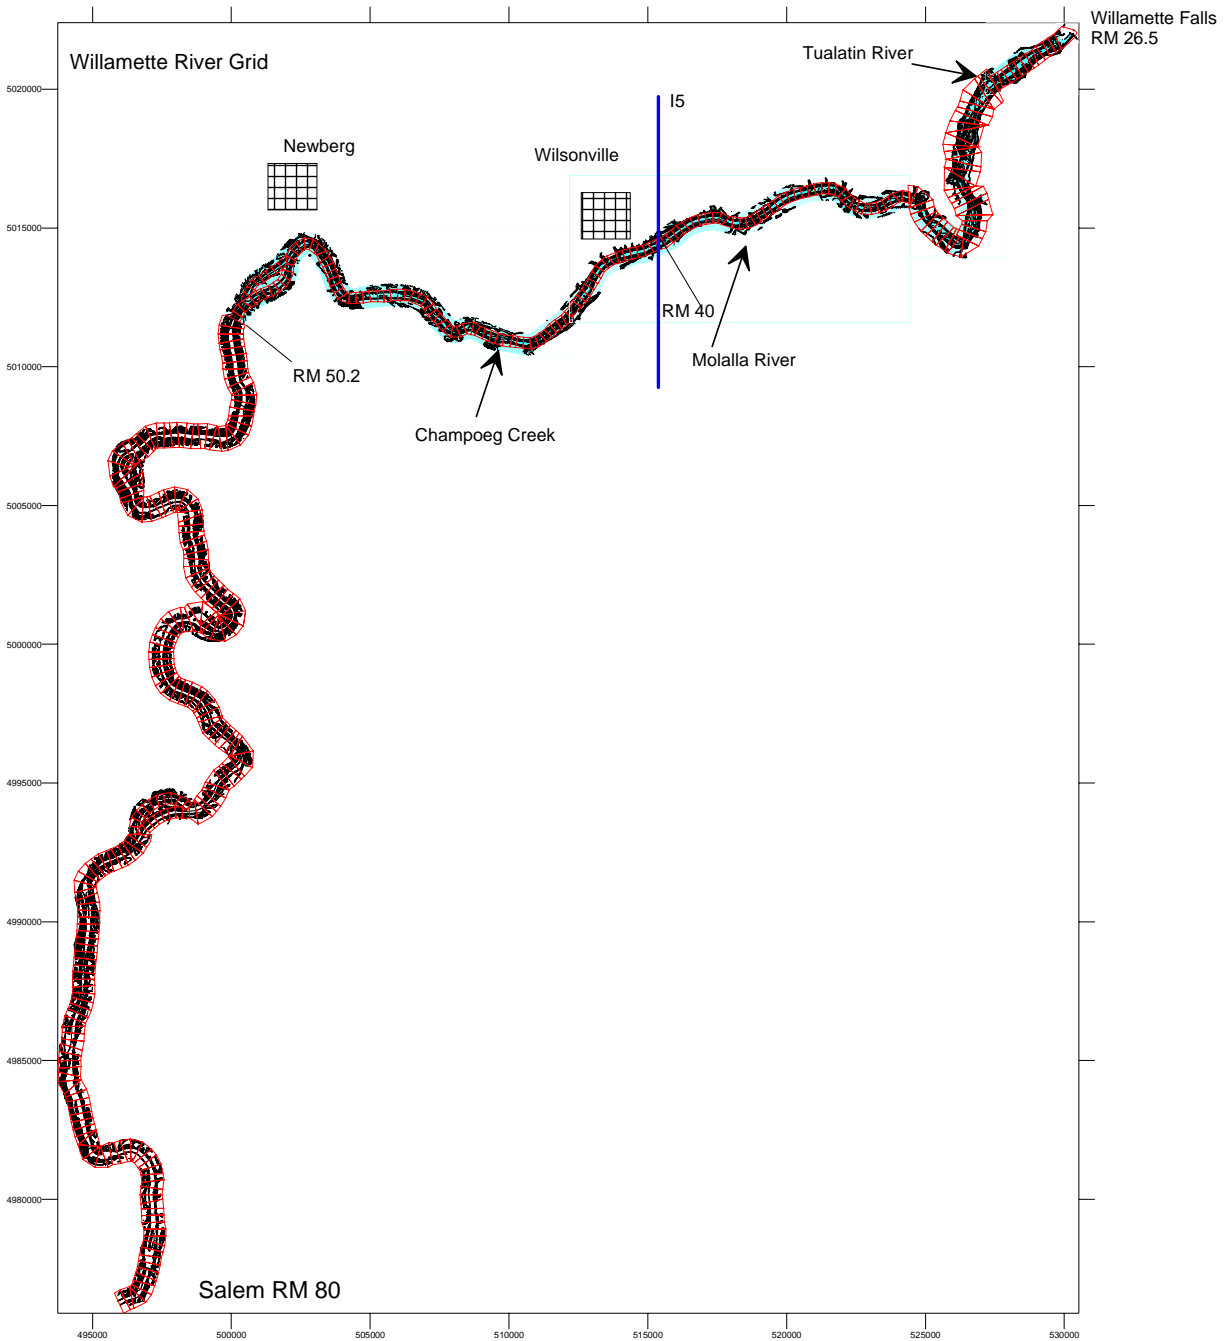 Willamette Falls
RM 26.5
Tualatin River
Willamette River Grid
I5
Newberg
Wilsonville
RM 40
Molalla River
RM 50.2
Champoeg Creek
Salem RM 80
5020000
5015000
5010000
5005000
5000000
4995000
4990000
4985000
4980000
495000
500000
505000
510000
515000
520000
525000
530000